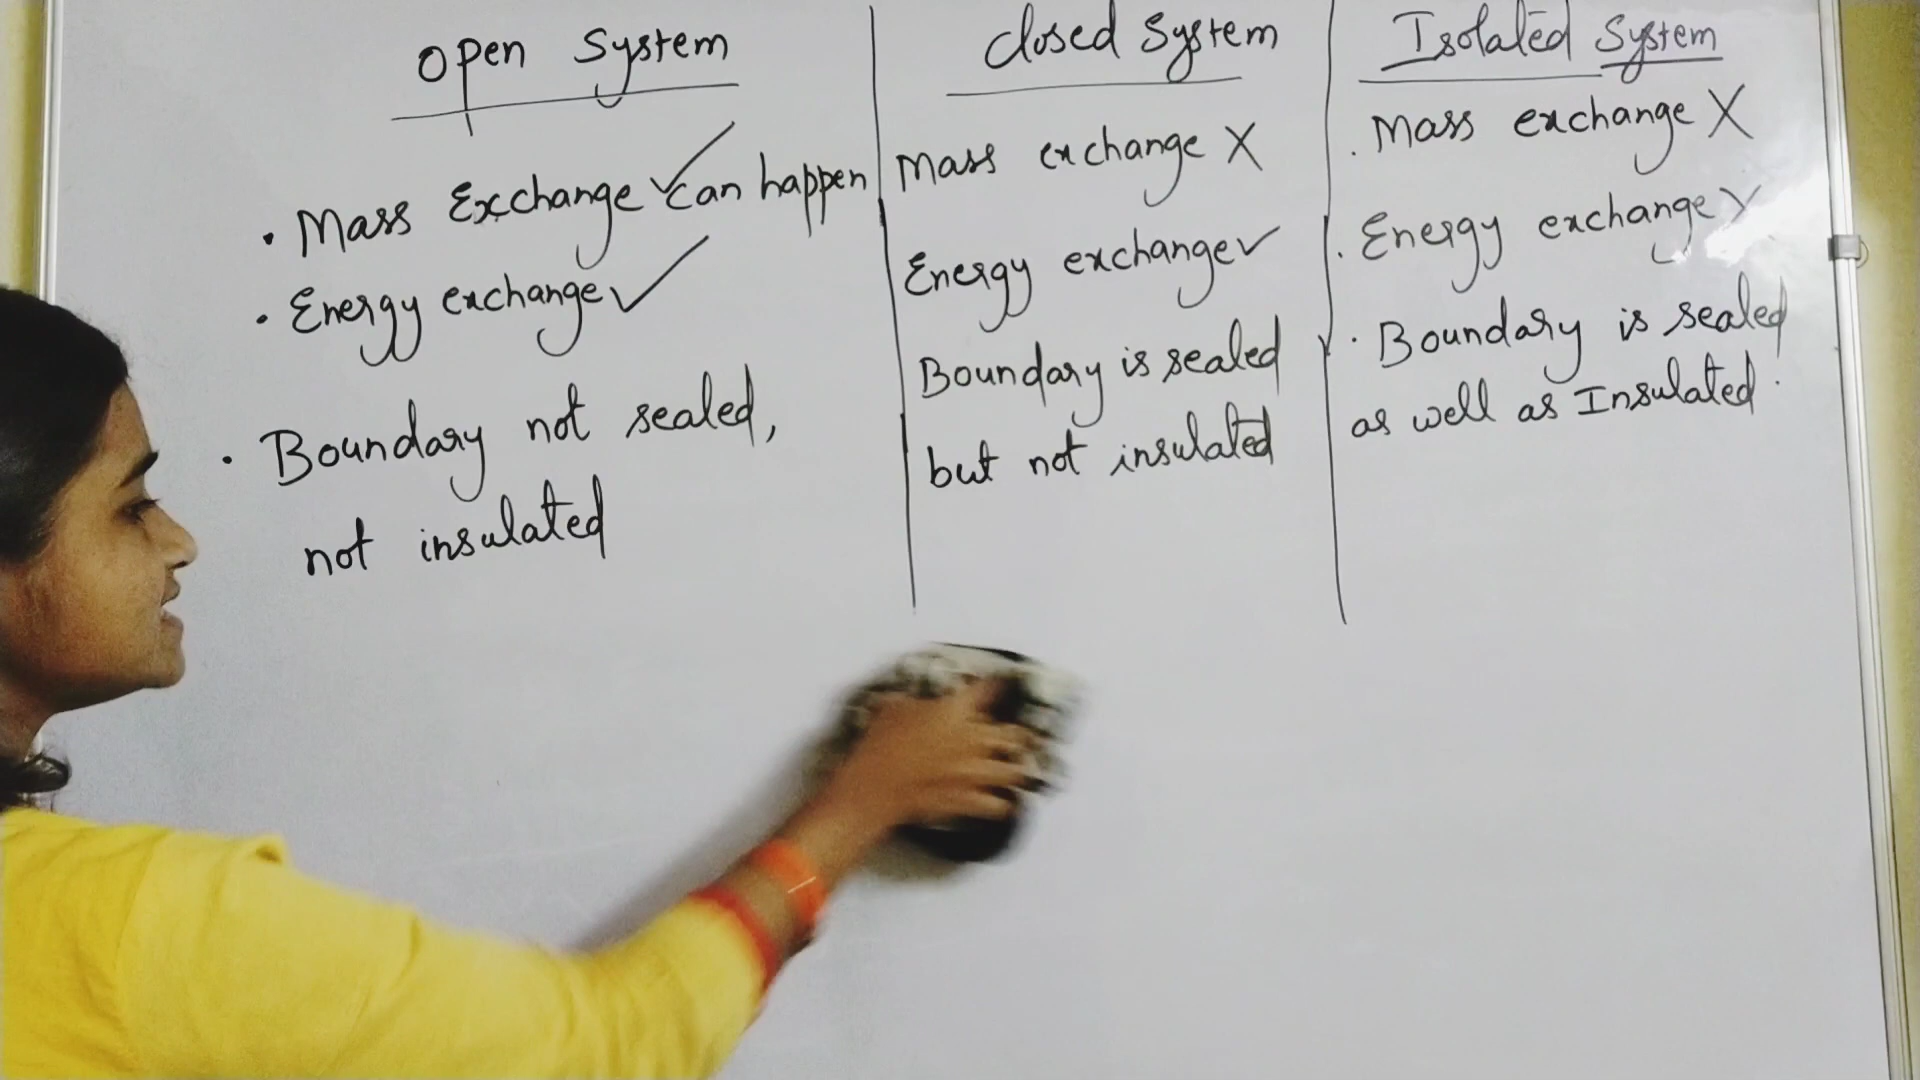 Open System
• Mass Exchange ✓ can happen
• Energy exchange ✓
• Boundary not sealed,
not insulated
Closed System
Mass exchange X
Energy exchange ✓
Boundary is sealed
but not insulated
Isolated System
. Mass exchange X
. Energy exchange X
. Boundary is sealed
as well as Insulated.